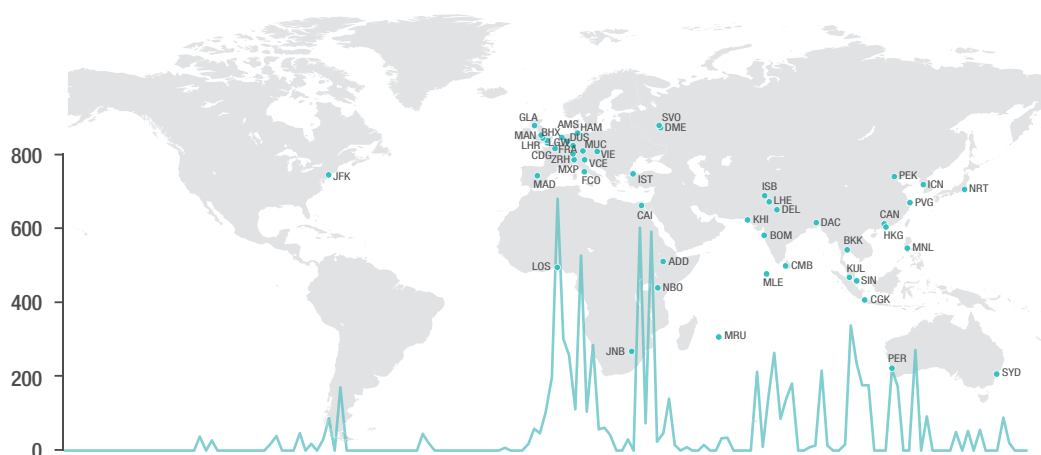 GLA
AMS
HAM
SVO
DME
MAN
BHX
LGW
DUS
LHR
FRA
MUC
VIE
CDG
ZRH
VCE
MXP
800
JFK
MAD
FCO
IST
PEK
ICN
NRT
ISB
LHE
DEL
PVG
600
CAI
KHI
DAC
CAN
HKG
BOM
BKK
MNL
LOS
ADD
CMB
KUL
SIN
MLE
400
NBO
CGK
MRU
JNB
PER
200
SYD
0